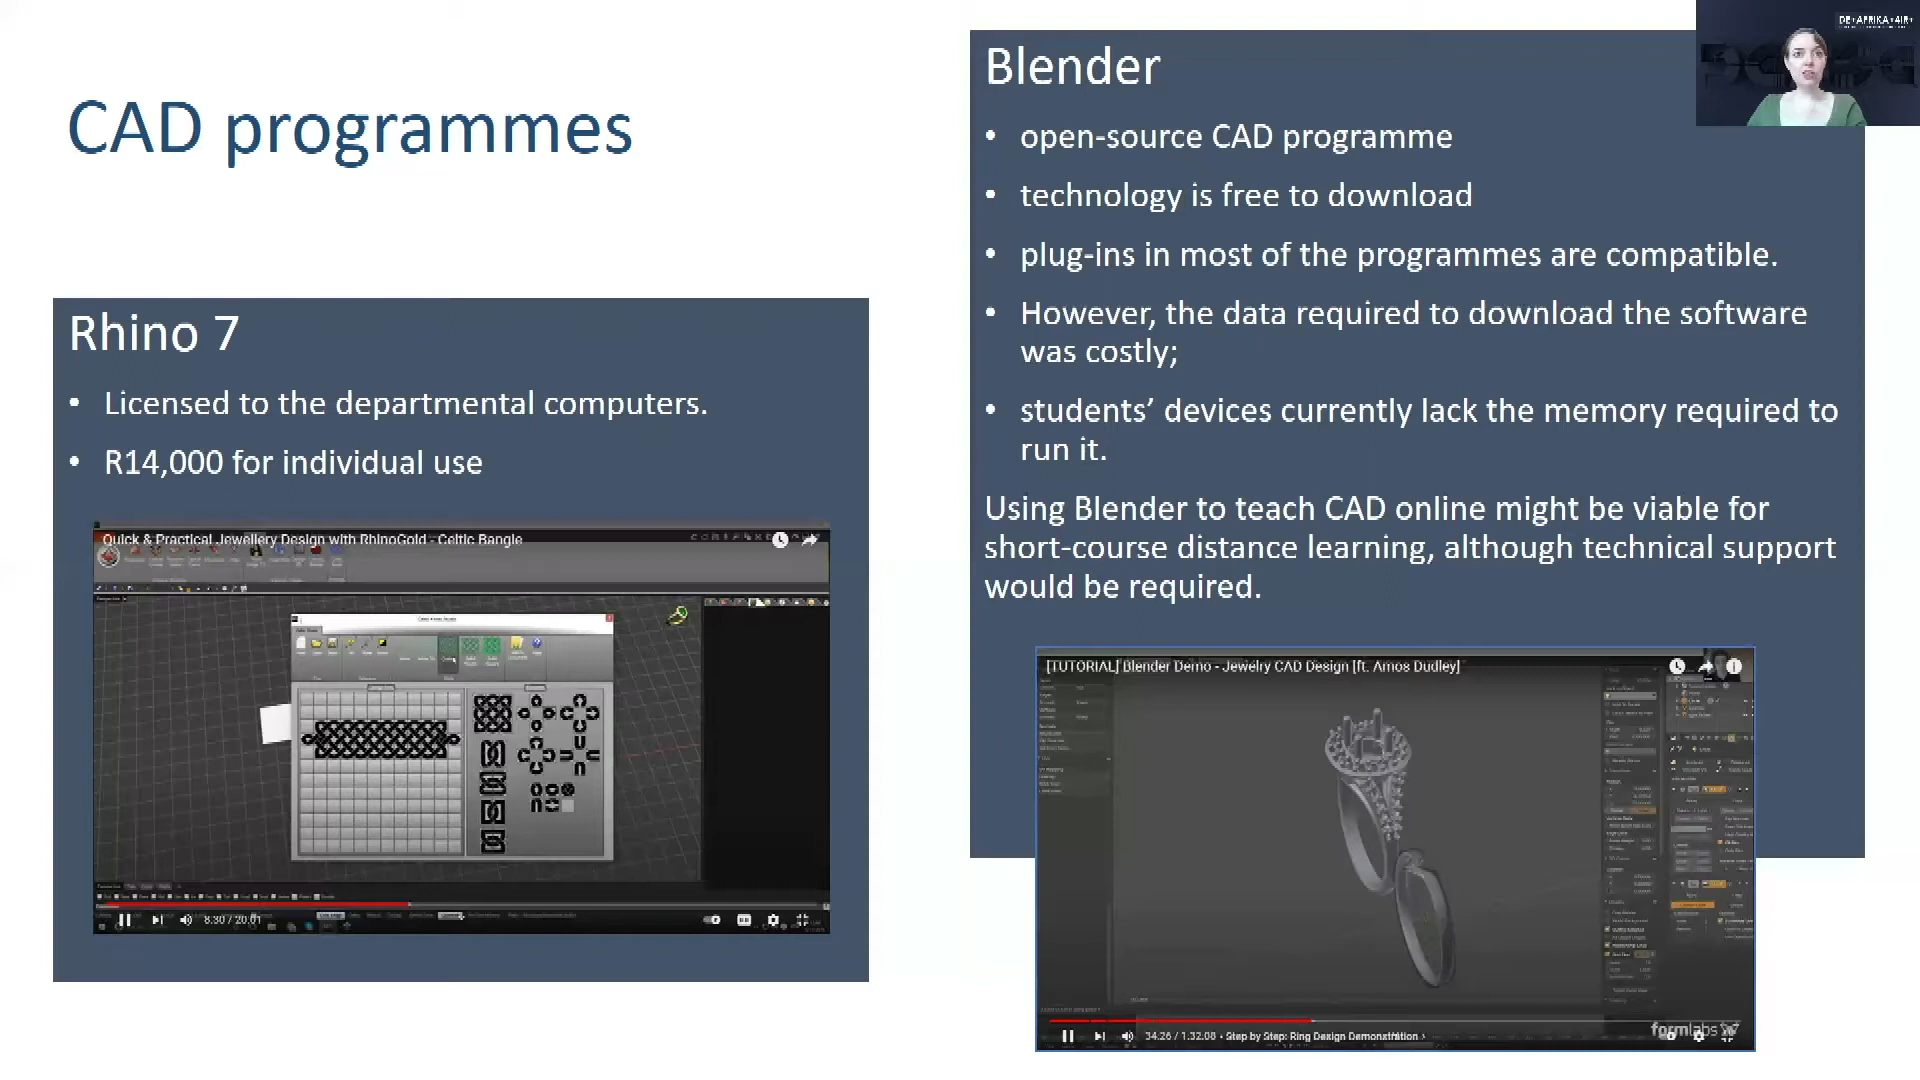 CAD programmes
Rhino 7
• Licensed to the departmental computers.
• R14,000 for individual use
Quick & Practical Jewellery Design with RhinoGold - Celtic Bangle
8:30 / 20:01
Blender
• open-source CAD programme
• technology is free to download
• plug-ins in most of the programmes are compatible.
• However, the data required to download the software
was costly;
• students’ devices currently lack the memory required to
run it.
Using Blender to teach CAD online might be viable for
short-course distance learning, although technical support
would be required.
[TUTORIAL] Blender Demo - Jewelry CAD Design [ft. Amos Dudley]
formlabs
34:26 / 1:32:08 • Step by Step: Ring Design Demonstration ›
DE+AFRIKA+4IR+